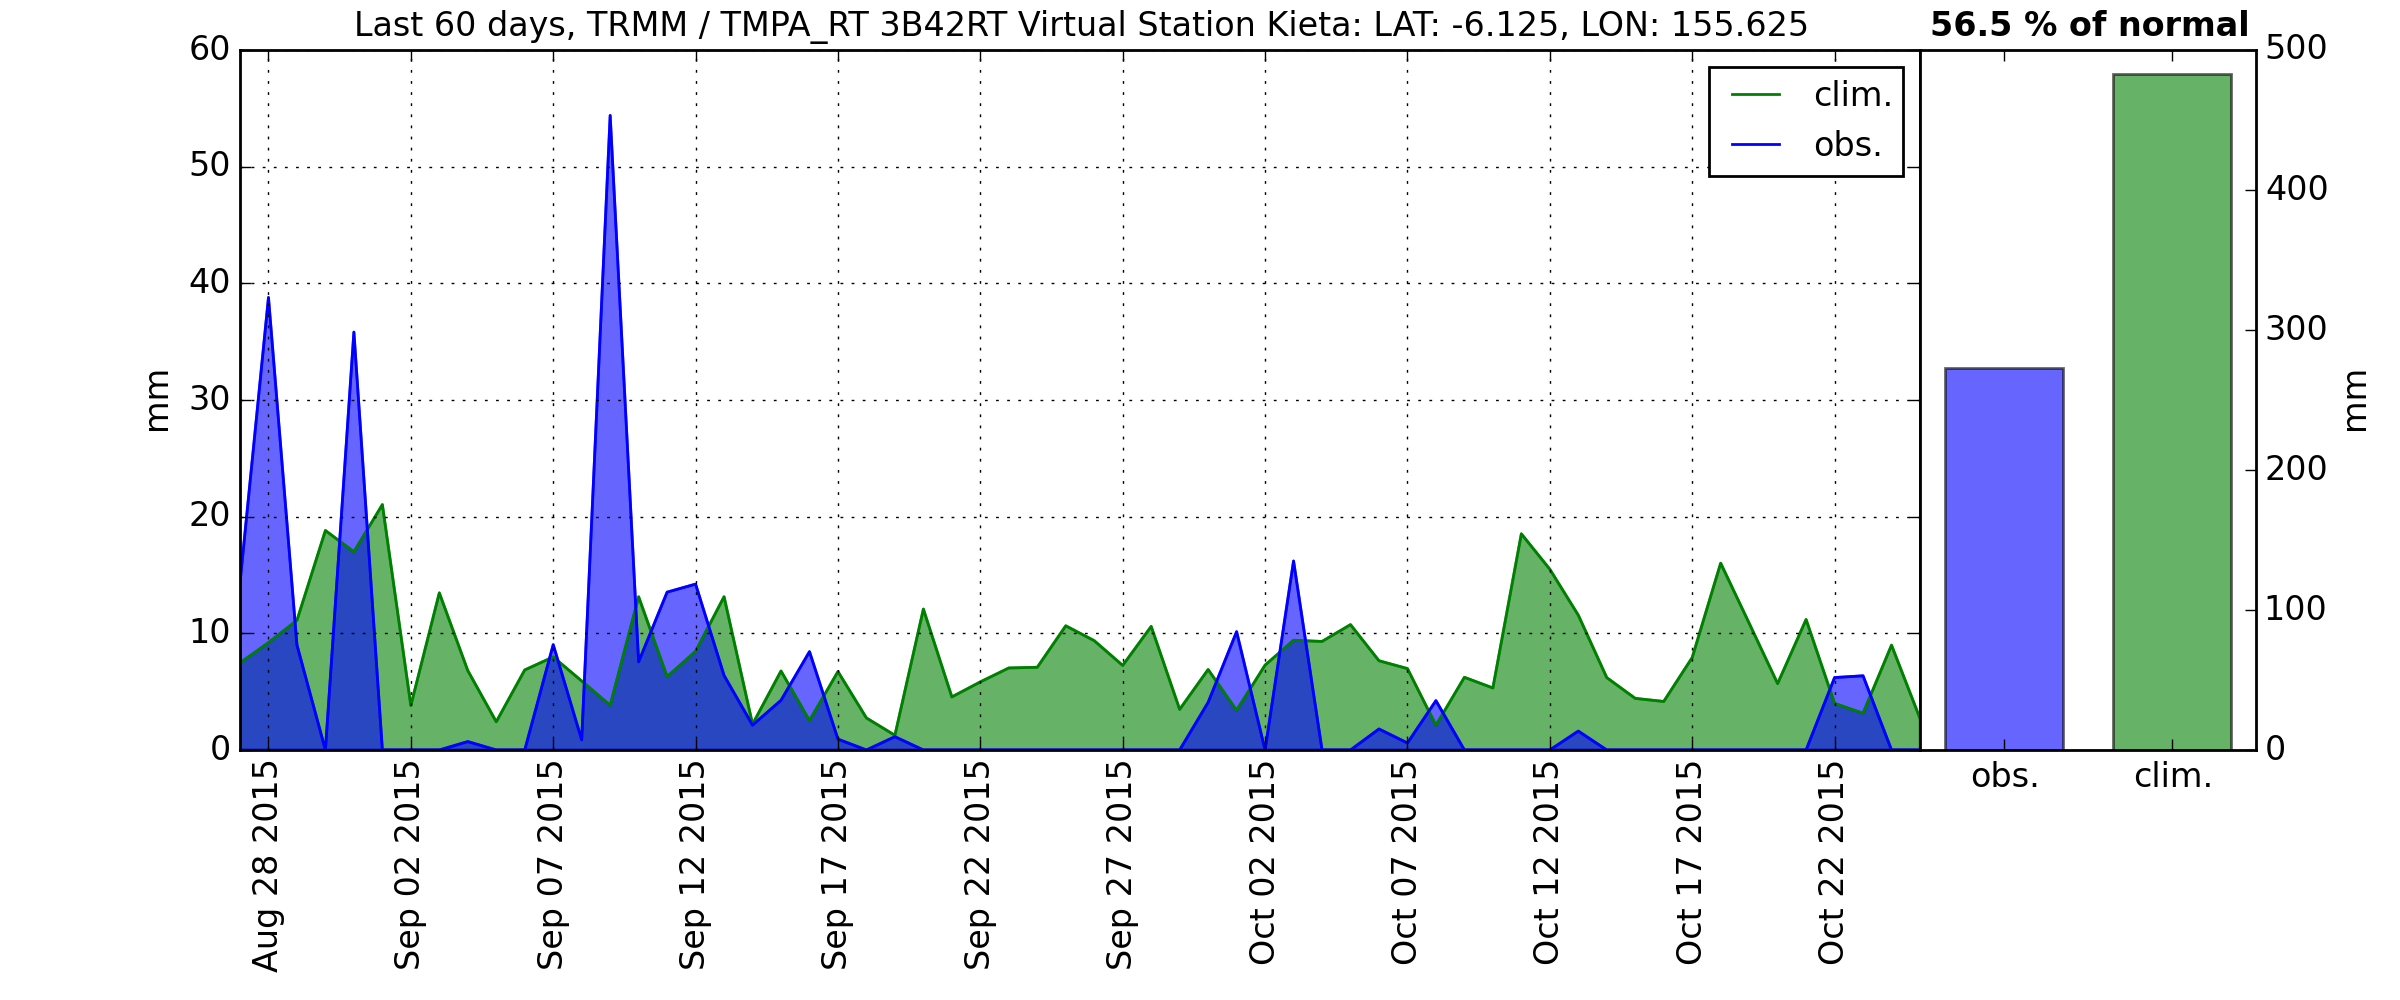 Last 60 days, TRMM / TMPA_RT 3B42RT Virtual Station Kieta: LAT: -6.125, LON: 155.625
56.5 % of normal
60
50
40
30
20
10
0
mm
clim.
obs.
Aug 28 2015
Sep 02 2015
Sep 07 2015
Sep 12 2015
Sep 17 2015
Sep 22 2015
Sep 27 2015
Oct 02 2015
Oct 07 2015
Oct 12 2015
Oct 17 2015
Oct 22 2015
obs.
clim.
500
400
300
200
100
0
mm